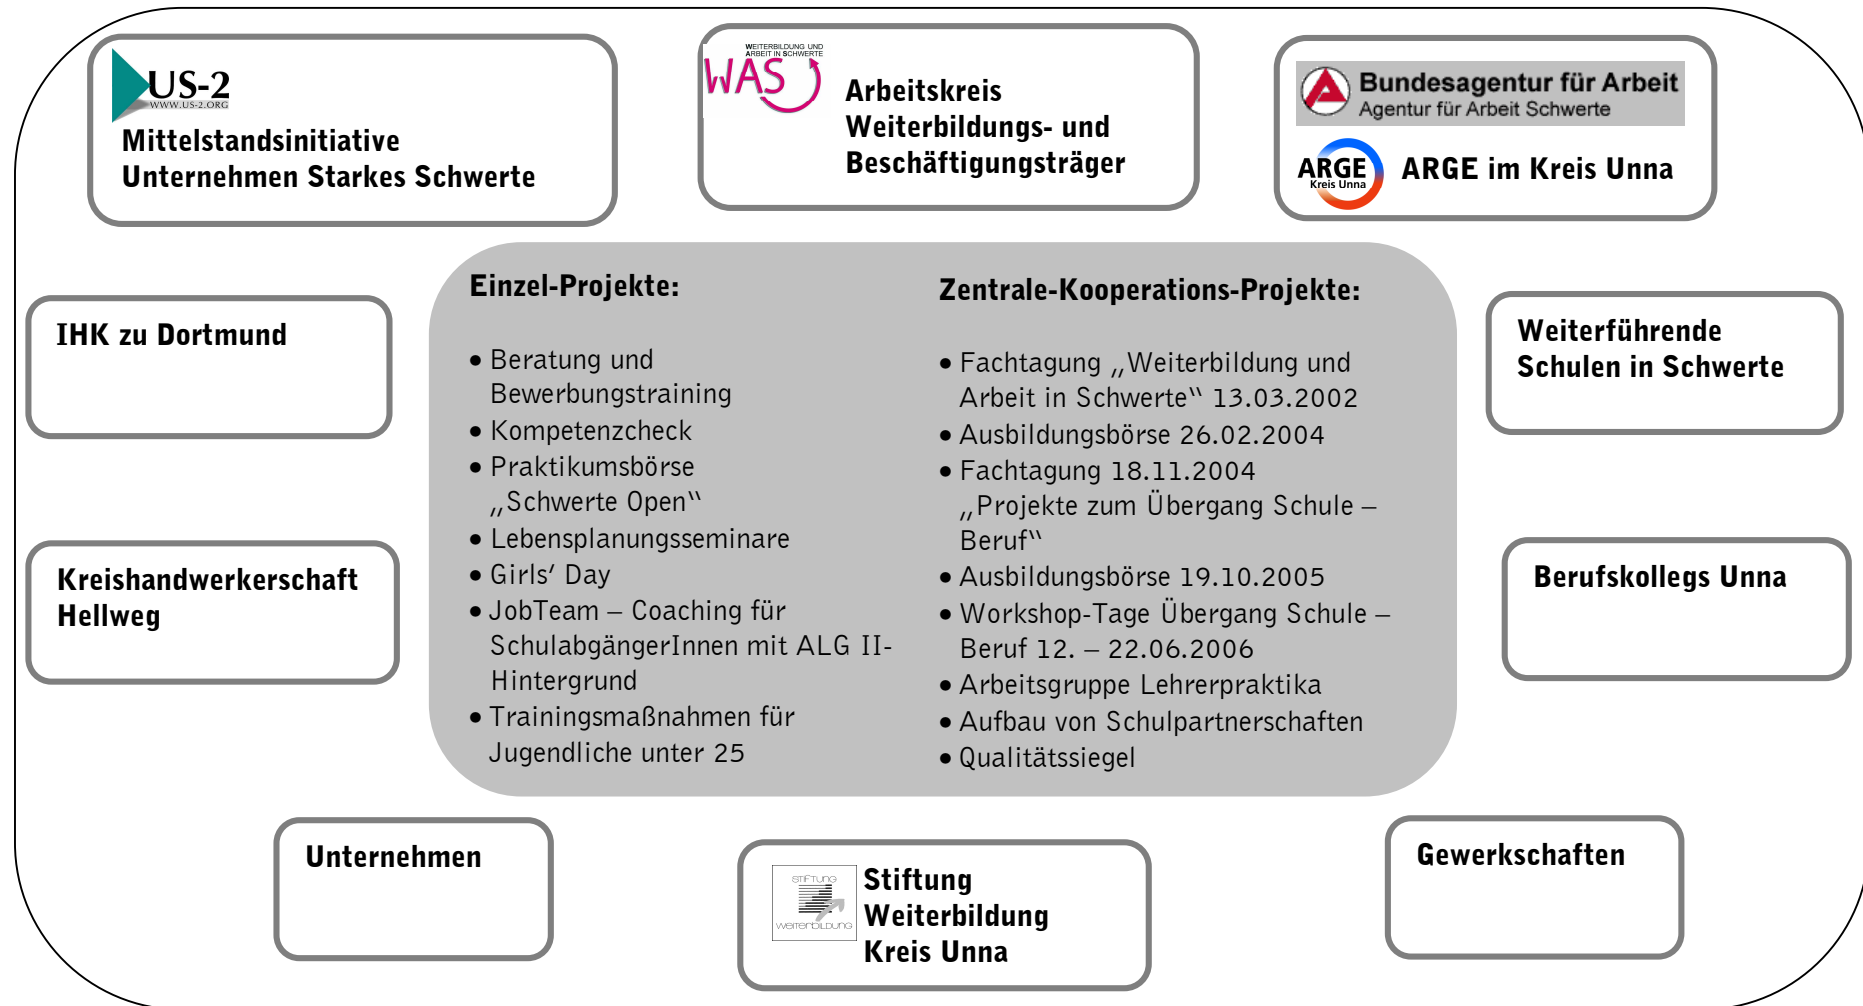 US-2
WWW.US-2.ORG
Mittelstandsinitiative
Unternehmen Starkes Schwerte
WEITERBILDUNG UND
ARBEIT IN SCHWERTE
WAS
Arbeitskreis
Weiterbildungs- und
Beschäftigungsträger
Bundesagentur für Arbeit
Agentur für Arbeit Schwerte
ARGE
Kreis Unna
ARGE im Kreis Unna
IHK zu Dortmund
Kreishandwerkerschaft
Hellweg
Einzel-Projekte:
• Beratung und
Bewerbungstraining
• Kompetenzcheck
• Praktikumsbörse
„Schwerte Open“
• Lebensplanungsseminare
• Girls’ Day
• JobTeam – Coaching für
SchulabgängerInnen mit ALG II-
Hintergrund
• Trainingsmaßnahmen für
Jugendliche unter 25
Zentrale-Kooperations-Projekte:
• Fachtagung „Weiterbildung und
Arbeit in Schwerte“ 13.03.2002
• Ausbildungsbörse 26.02.2004
• Fachtagung 18.11.2004
„Projekte zum Übergang Schule –
Beruf“
• Ausbildungsbörse 19.10.2005
• Workshop-Tage Übergang Schule –
Beruf 12. – 22.06.2006
• Arbeitsgruppe Lehrerpraktika
• Aufbau von Schulpartnerschaften
• Qualitätssiegel
Weiterführende
Schulen in Schwerte
Berufskollegs Unna
Unternehmen
STIFTUNG
WEITERBILDUNG
Stiftung
Weiterbildung
Kreis Unna
Gewerkschaften